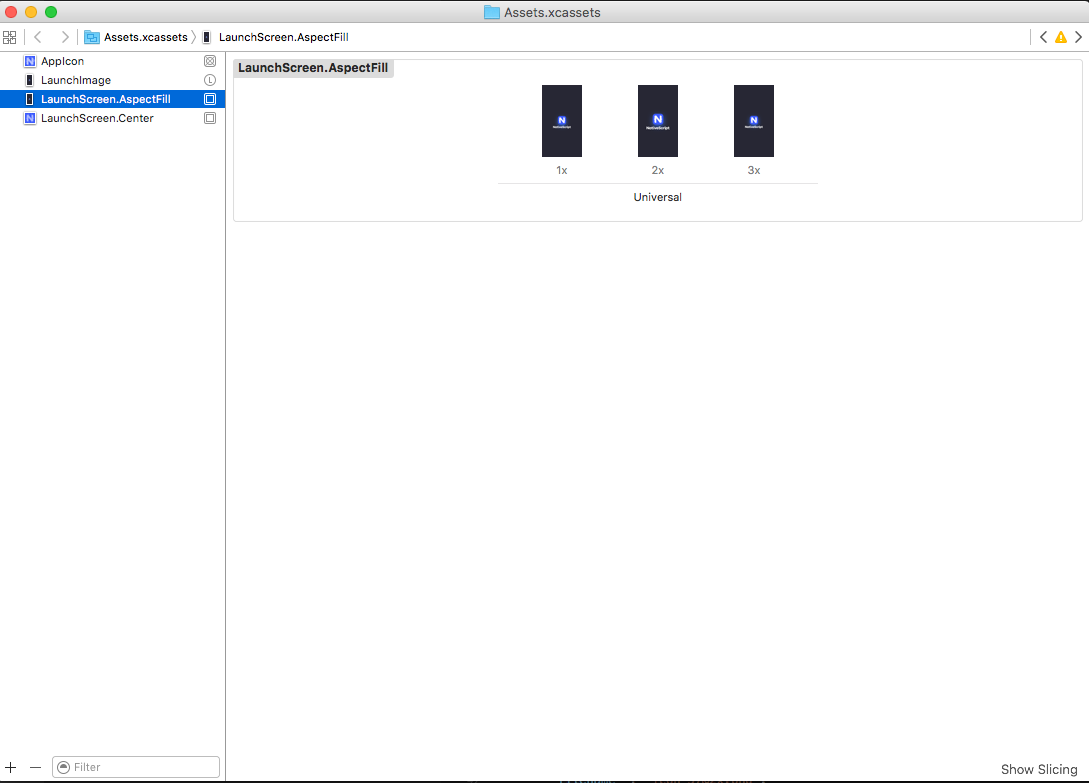 Assets.xcassets
Assets.xcassets
LaunchScreen.AspectFill
AppIcon
LaunchImage
L
LaunchScreen.AspectFill
LaunchScreen.Center
LaunchScreen.AspectFill
N N N
NativeScript NativeScript NativeScript
1x 2x 3x
Universal
Filter
Show Slicing